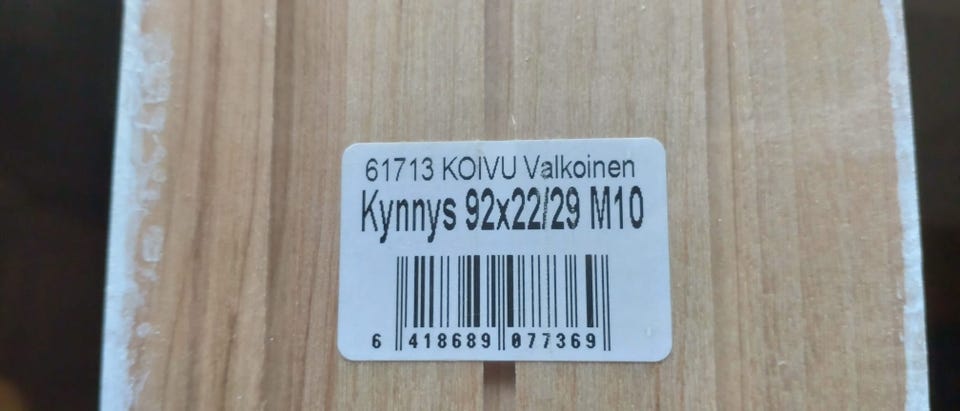 61713 KOIVU Valkoinen
Kynnys 92x22/29 M10
6 418689 077369